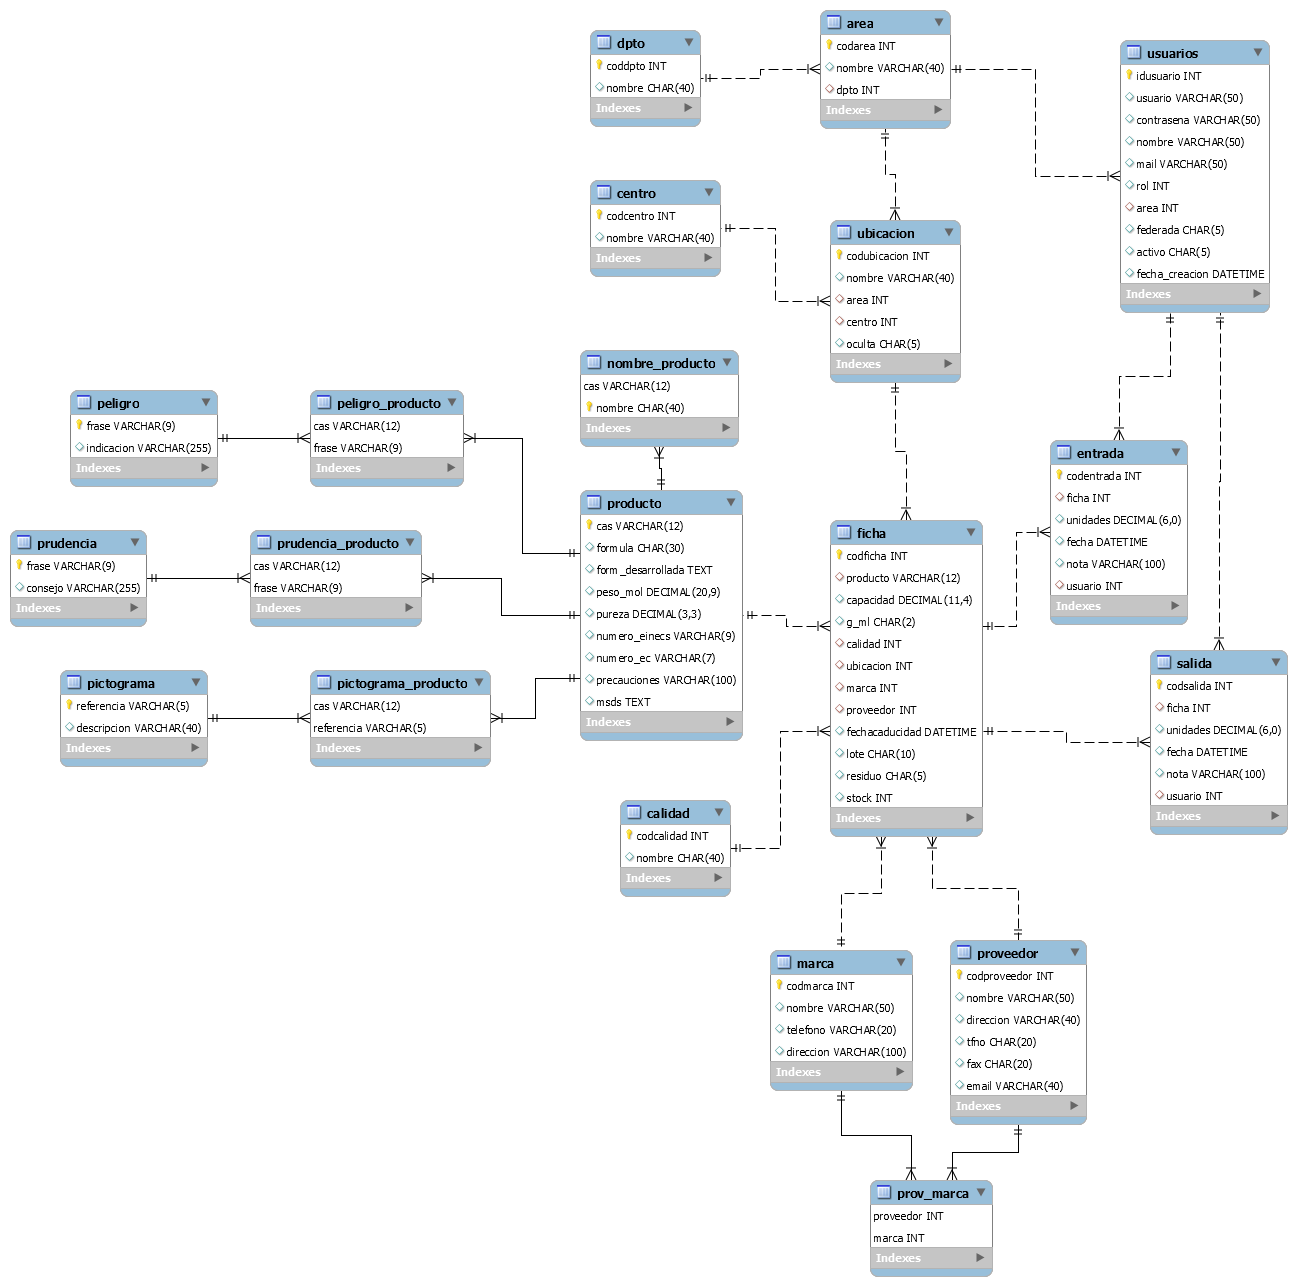 dpto
coddpto INT
nombre CHAR(40)
Indexes
area
codarea INT
nombre VARCHAR(40)
dpto INT
Indexes
usuarios
idusuario INT
usuario VARCHAR(50)
contrasena VARCHAR(50)
nombre VARCHAR(50)
mail VARCHAR(50)
rol INT
area INT
federada CHAR(5)
activo CHAR(5)
fecha_creacion DATETIME
Indexes
centro
codcentro INT
nombre VARCHAR(40)
Indexes
ubicacion
codubicacion INT
nombre VARCHAR(40)
area INT
centro INT
oculta CHAR(5)
Indexes
nombre_producto
cas VARCHAR(12)
nombre CHAR(40)
Indexes
peligro
frase VARCHAR(9)
indicacion VARCHAR(255)
Indexes
peligro_producto
cas VARCHAR(12)
frase VARCHAR(9)
Indexes
entrada
codentrada INT
ficha INT
unidades DECIMAL(6,0)
fecha DATETIME
nota VARCHAR(100)
usuario INT
Indexes
prudencia
frase VARCHAR(9)
consejo VARCHAR(255)
Indexes
prudencia_producto
cas VARCHAR(12)
frase VARCHAR(9)
Indexes
producto
cas VARCHAR(12)
formula CHAR(30)
form_desarrollada TEXT
peso_mol DECIMAL(20,9)
pureza DECIMAL(3,3)
numero_einecs VARCHAR(9)
numero_ec VARCHAR(7)
precauciones VARCHAR(100)
msds TEXT
Indexes
ficha
codficha INT
producto VARCHAR(12)
capacidad DECIMAL(11,4)
g_ml CHAR(2)
calidad INT
ubicacion INT
marca INT
proveedor INT
fechacaducidad DATETIME
lote CHAR(10)
residuo CHAR(5)
stock INT
Indexes
salida
codsalida INT
ficha INT
unidades DECIMAL(6,0)
fecha DATETIME
nota VARCHAR(100)
usuario INT
Indexes
pictograma
referencia VARCHAR(5)
descripcion VARCHAR(40)
Indexes
pictograma_producto
cas VARCHAR(12)
referencia VARCHAR(5)
Indexes
calidad
codcalidad INT
nombre CHAR(40)
Indexes
marca
codmarca INT
nombre VARCHAR(50)
telefono VARCHAR(20)
direccion VARCHAR(100)
Indexes
proveedor
codproveedor INT
nombre VARCHAR(50)
direccion VARCHAR(40)
tfno CHAR(20)
fax CHAR(20)
email VARCHAR(40)
Indexes
prov_marca
proveedor INT
marca INT
Indexes